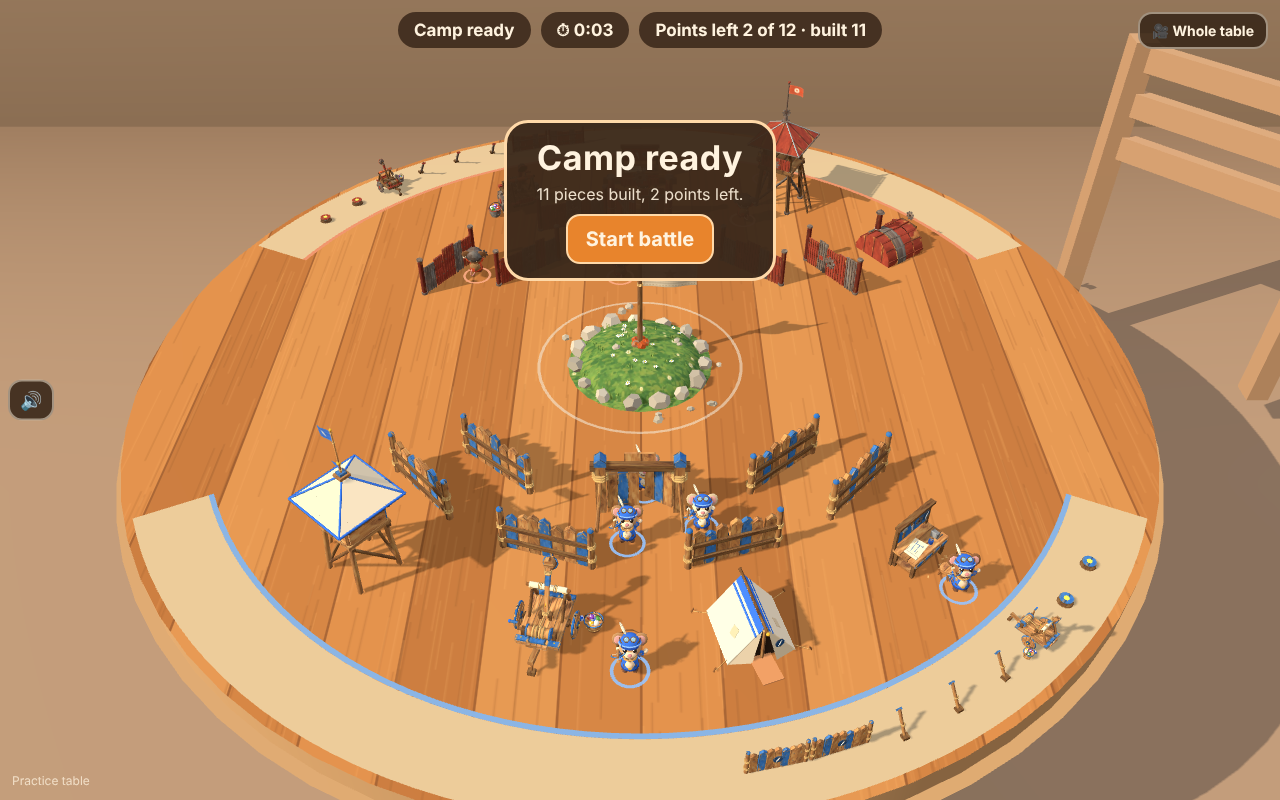 Camp ready
0:03
Points left 2 of 12 · built 11
Whole table
Camp ready
11 pieces built, 2 points left.
Start battle
Practice table